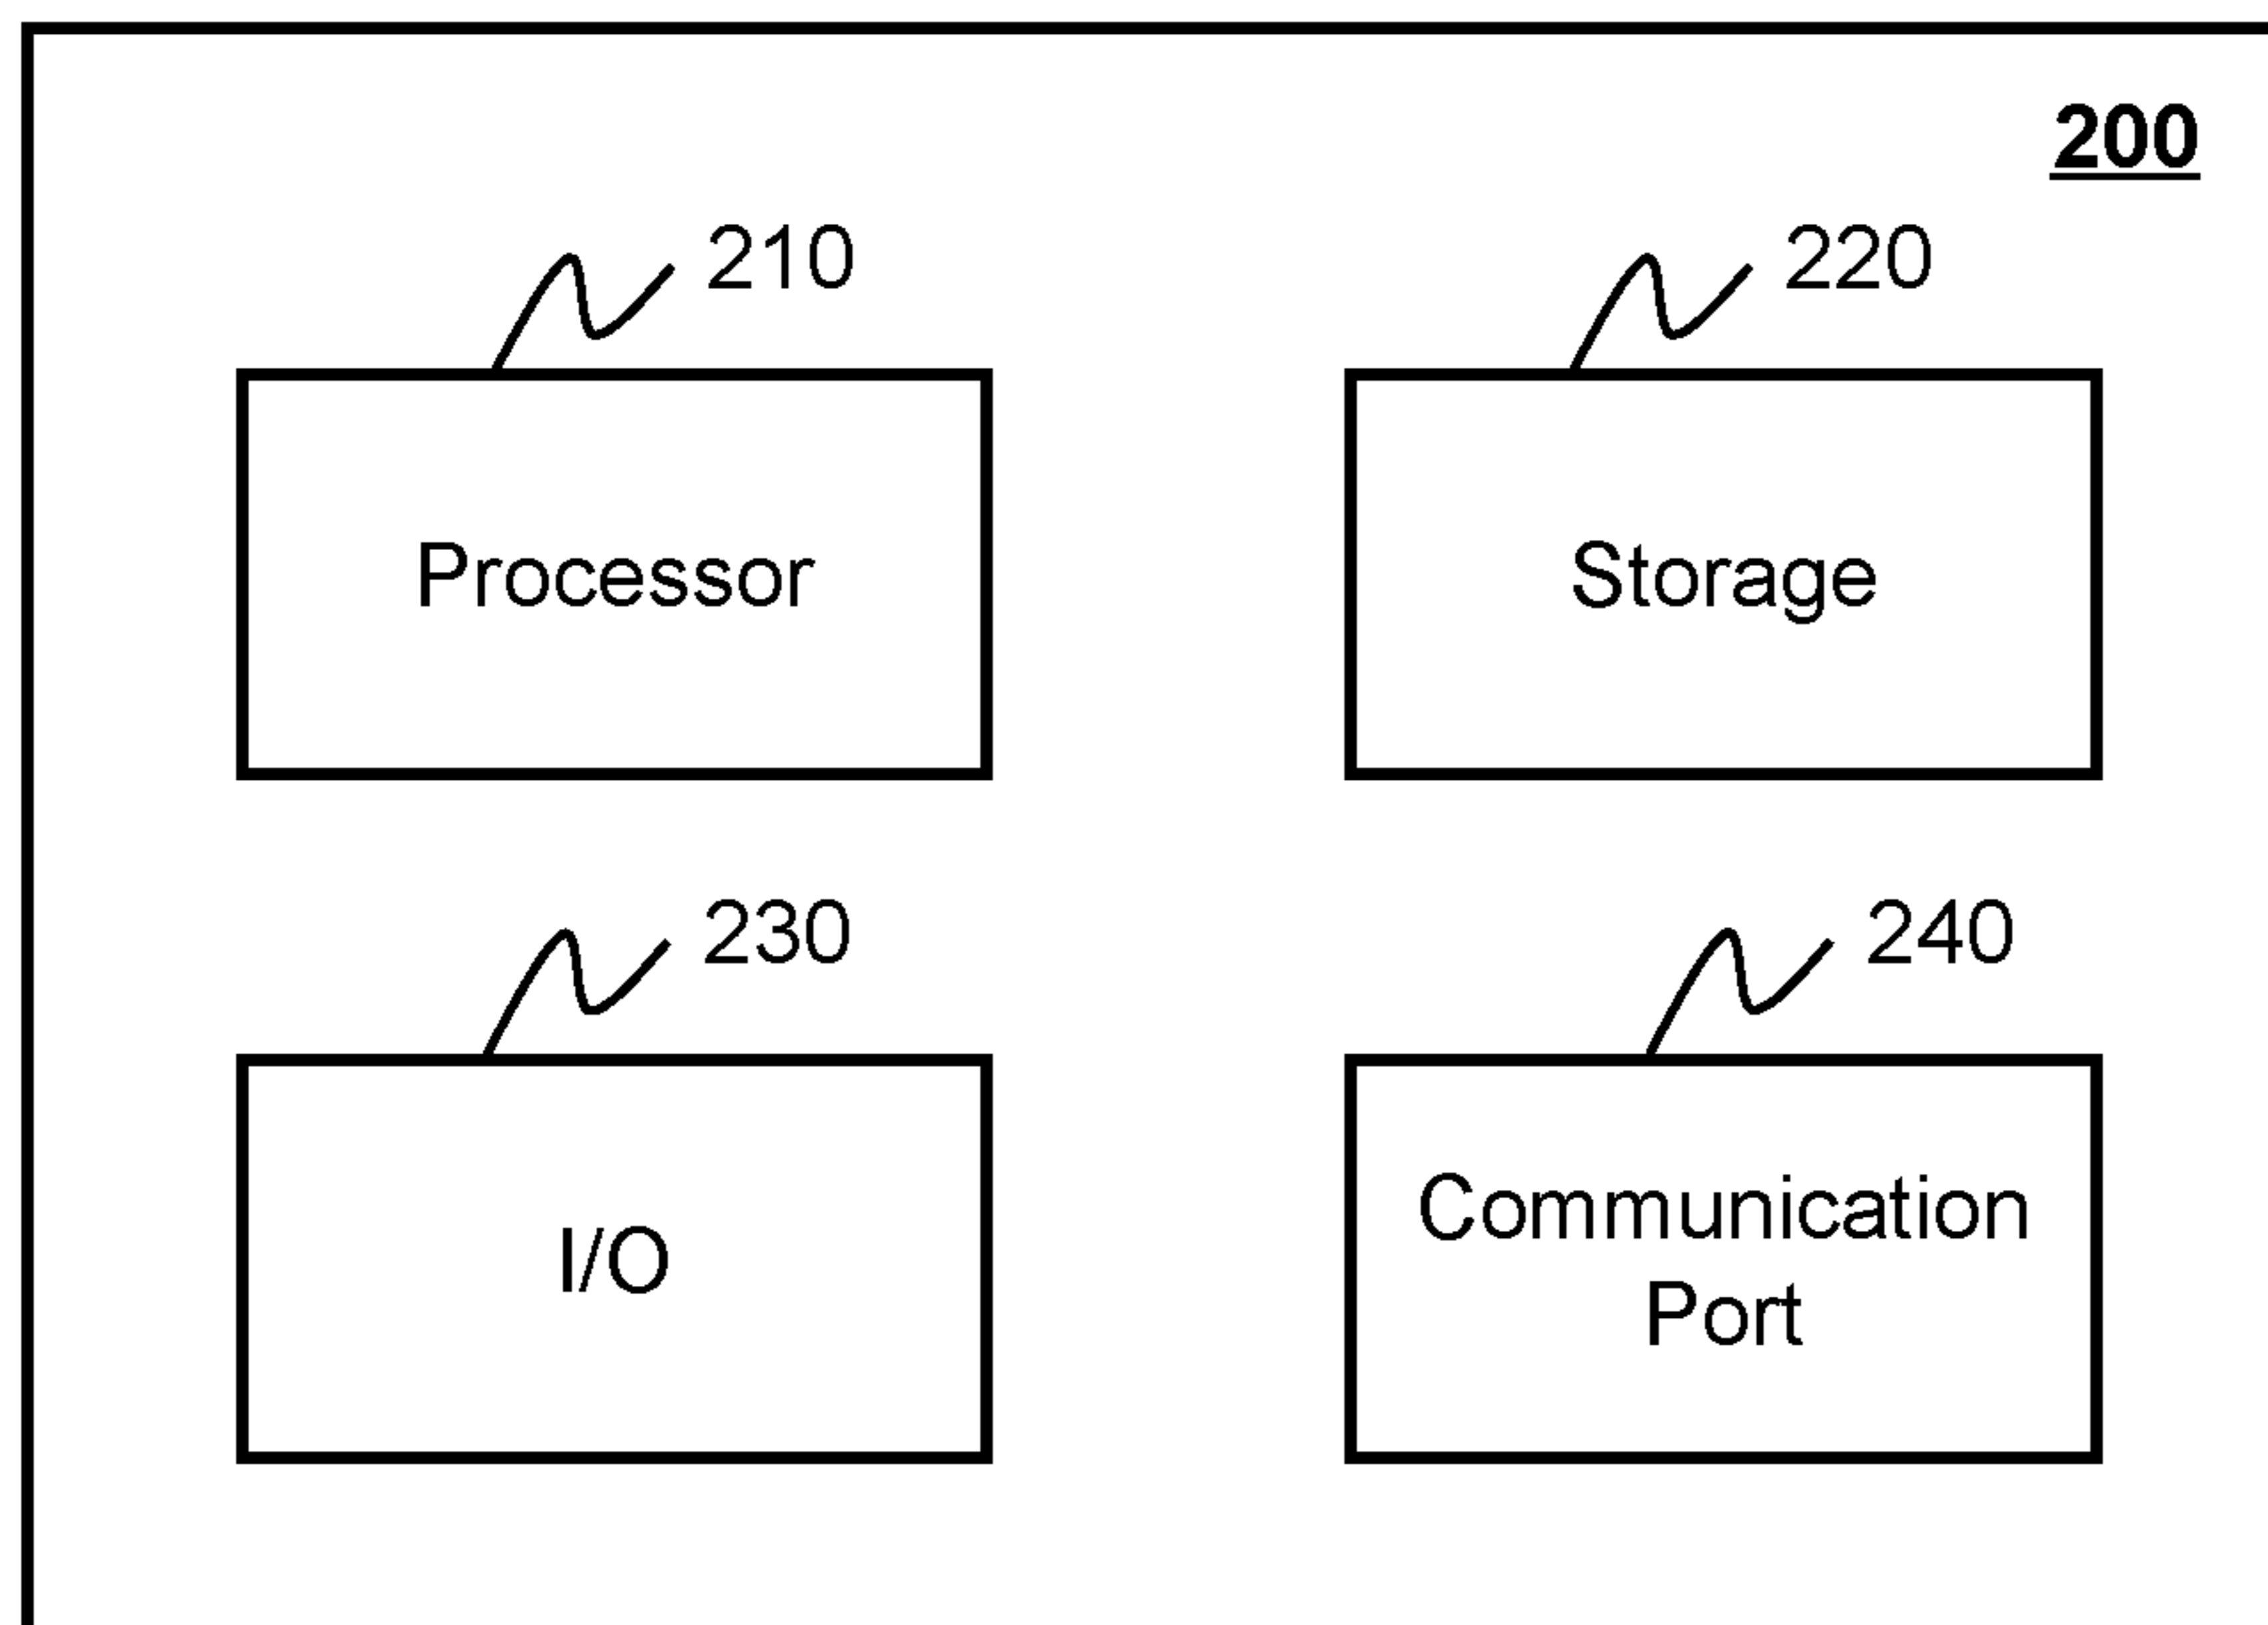 200
210
220
Processor
Storage
230
240
I/O
Communication
Port